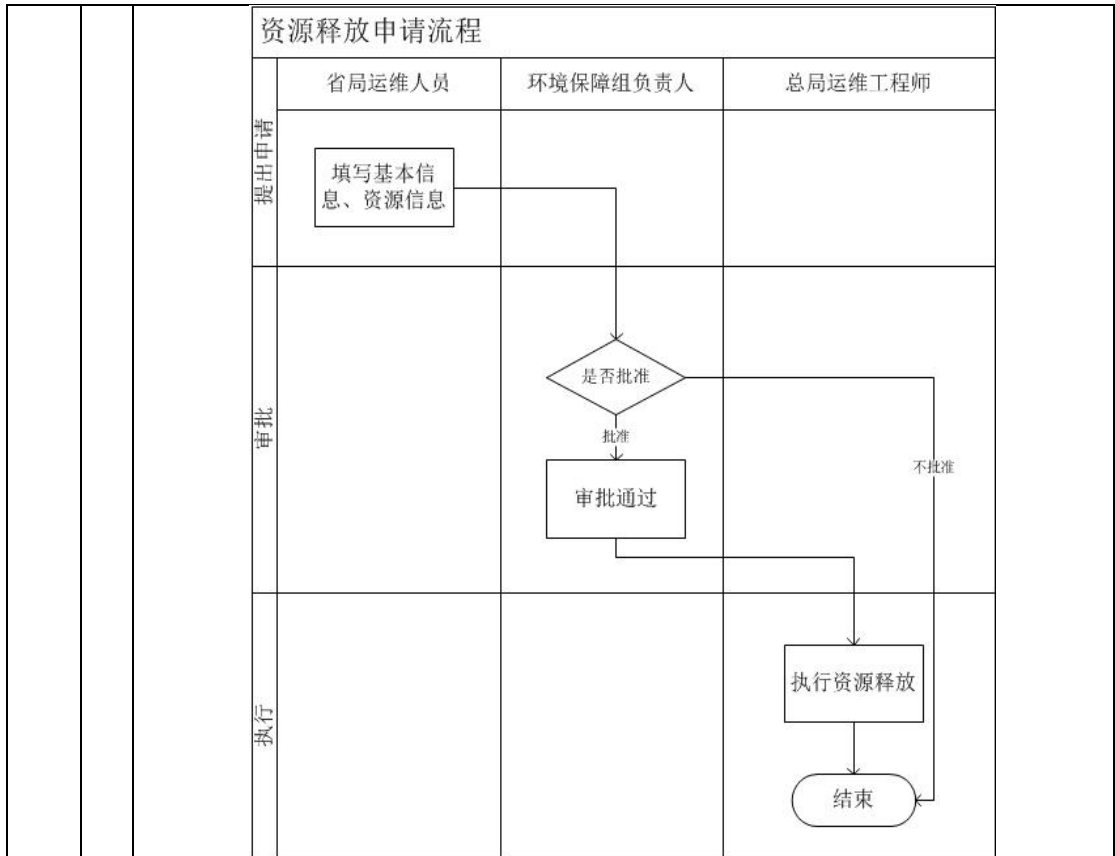 资源释放申请流程
省局运维人员
环境保障组负责人
总局运维工程师
提出申请
填写基本信
息、资源信息
审批
是否批准
批准
不批准
审批通过
执行
执行资源释放
结束